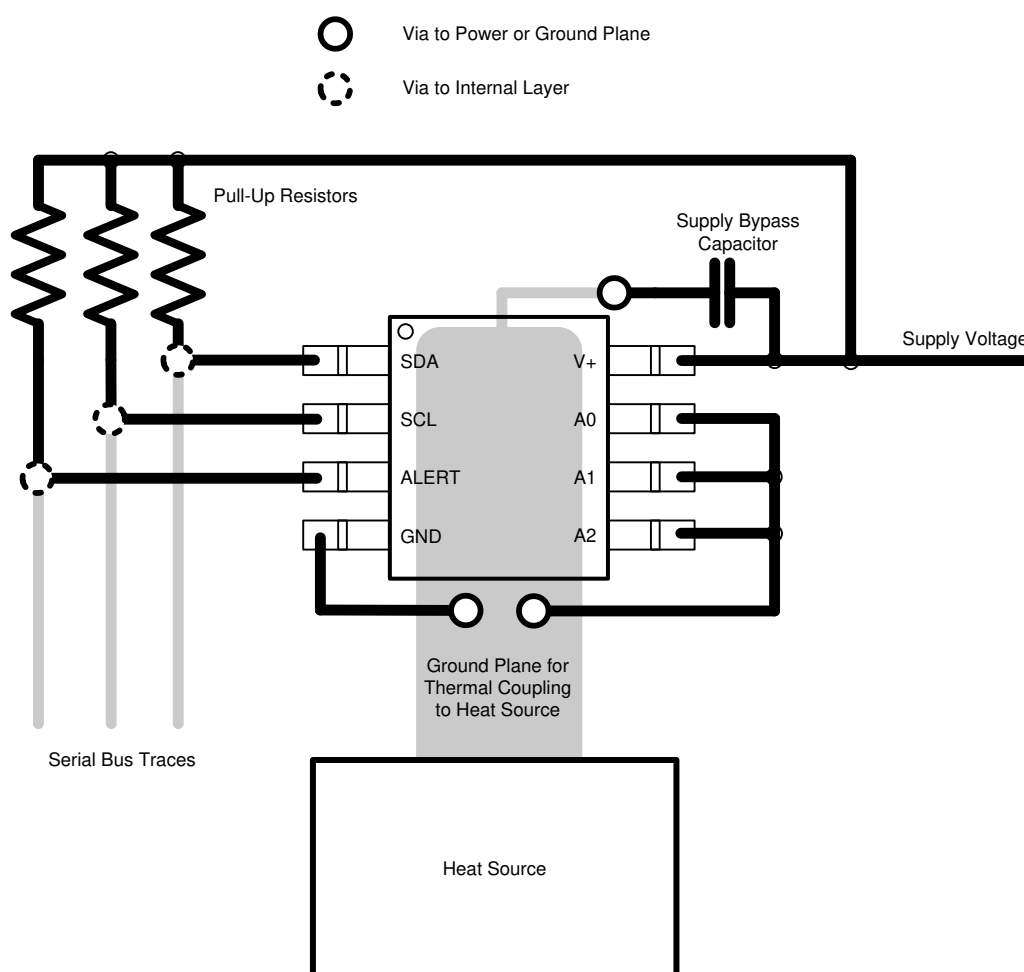 Via to Power or Ground Plane
Via to Internal Layer
Pull-Up Resistors
Supply Bypass
Capacitor
Supply Voltage
SDA
V+
SCL
A0
ALERT
A1
GND
A2
Ground Plane for
Thermal Coupling
to Heat Source
Serial Bus Traces
Heat Source